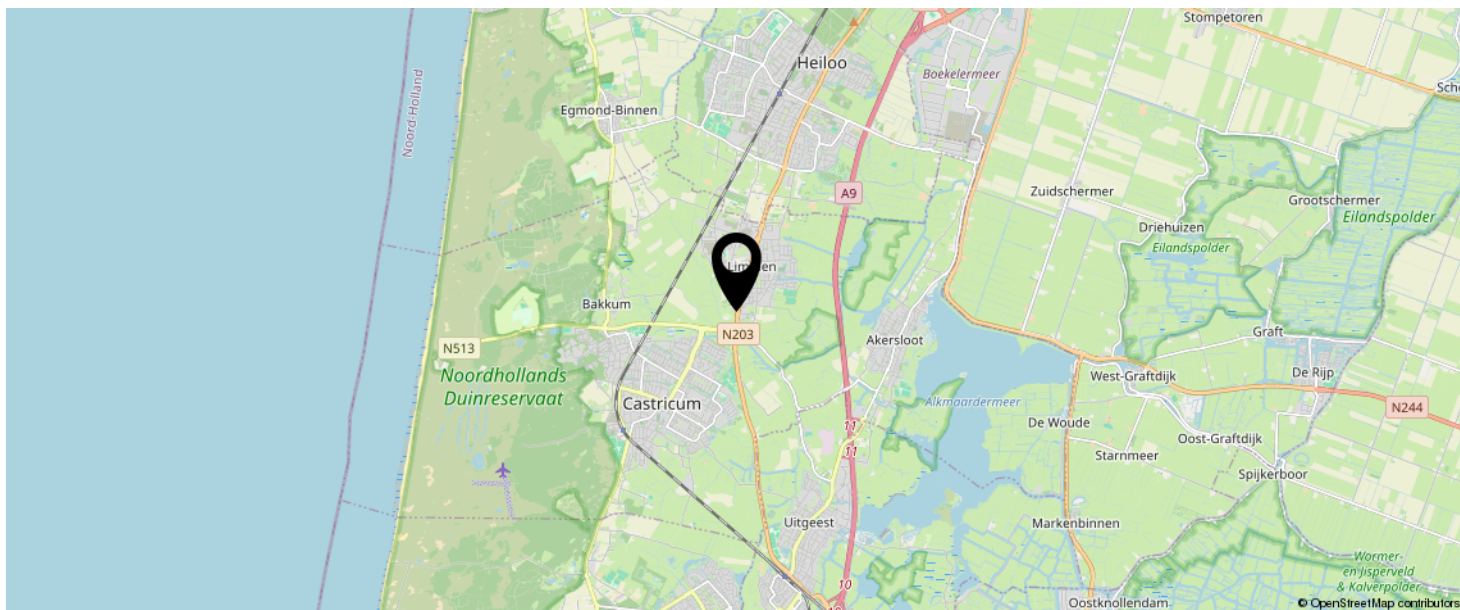 Stompetoren
Heiloo
Boekelermeer
Egmond-Binnen
Noord-Holland
A9
Zuidschermer
Grootschermer
Eilandspolder
Driehuizen
Eilandspolder
Bakkum
N203
N513
Akersloot
Graft
Noordhollands
Duinreservaat
West-Graftdijk
De Rijp
Castricum
Alkmaardermeer
N244
De Woude
11
11
Oost-Graftdijk
Starnmeer
Spijkerboor
Uitgeest
Markenbinnen
10
Wormer-
en Jisperveld
& Kalverpolder
Oostknollendam
© OpenStreetMap contributors